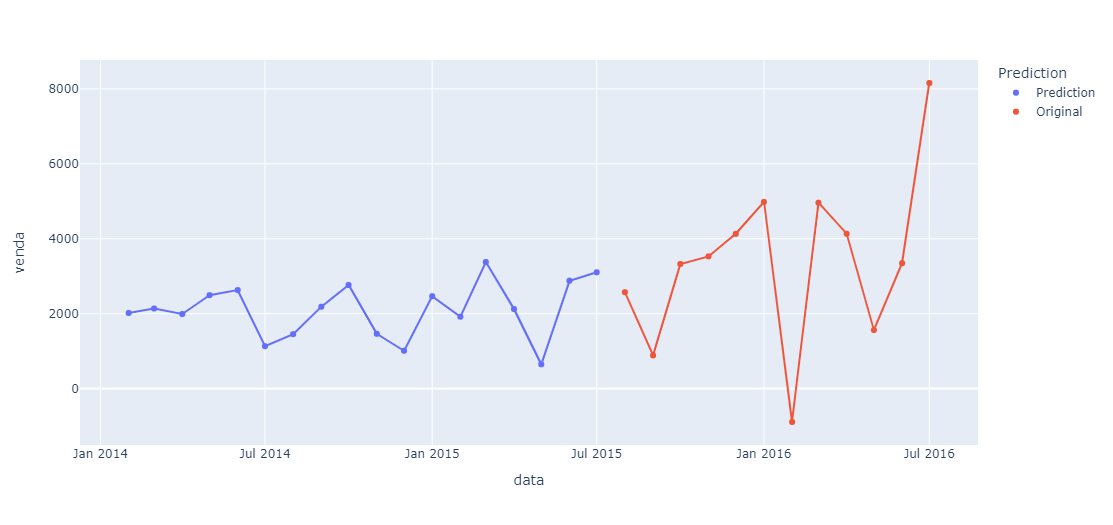 Prediction
Prediction
Original
8000
6000
4000
2000
0
venda
Jan 2014
Jul 2014
Jan 2015
Jul 2015
Jan 2016
Jul 2016
data